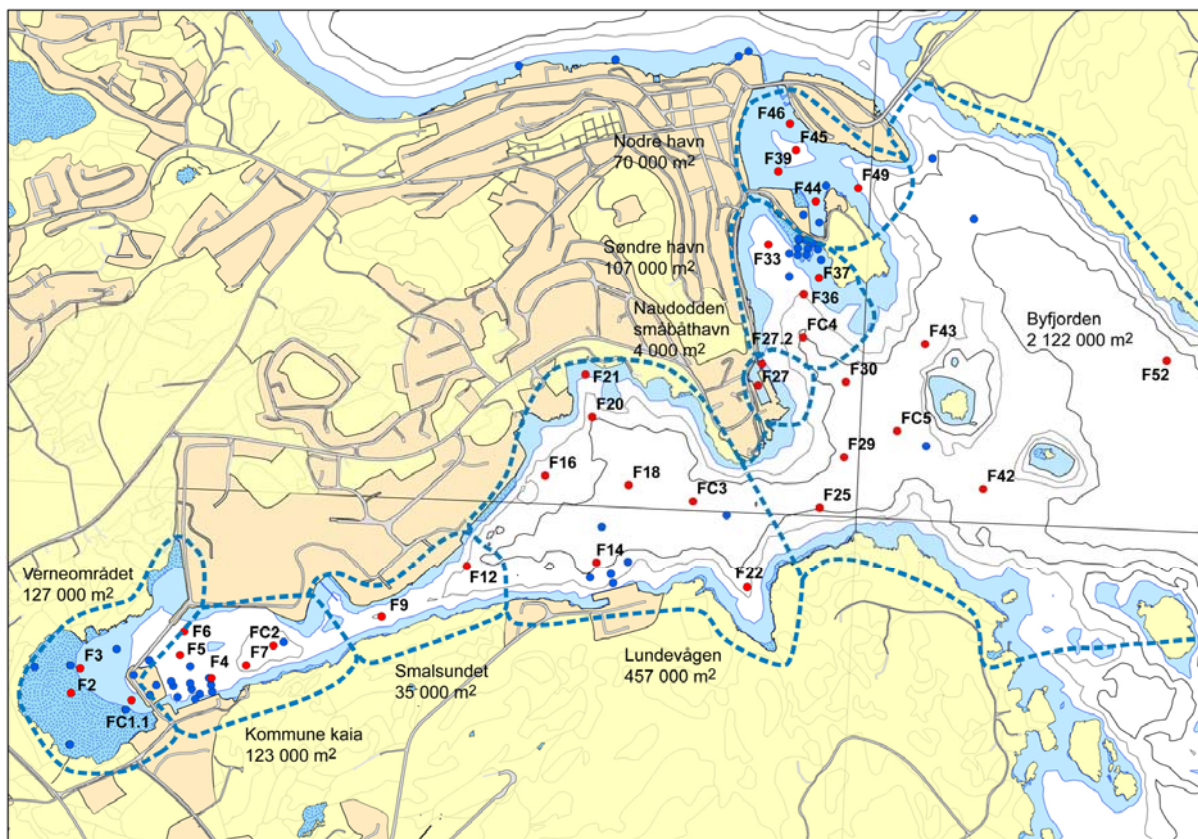 F46
Nodre havn
70 000 m²
F45
F39
F49
F44
Søndre havn
107 000 m²
F33
F37
F36
Naudodden
småbåthavn
4 000 m²
FC4
F27.2
F43
Byfjorden
2 122 000 m²
F52
F21
F27
F30
F20
FC5
F16
F18
F29
FC3
F42
F25
Verneområdet
127 000 m²
F12
F14
F22
F9
F6
FC2
F5
F7
F3
F4
F2
FC1.1
Smalsundet
35 000 m²
Lundevågen
457 000 m²
Kommune kaia
123 000 m²